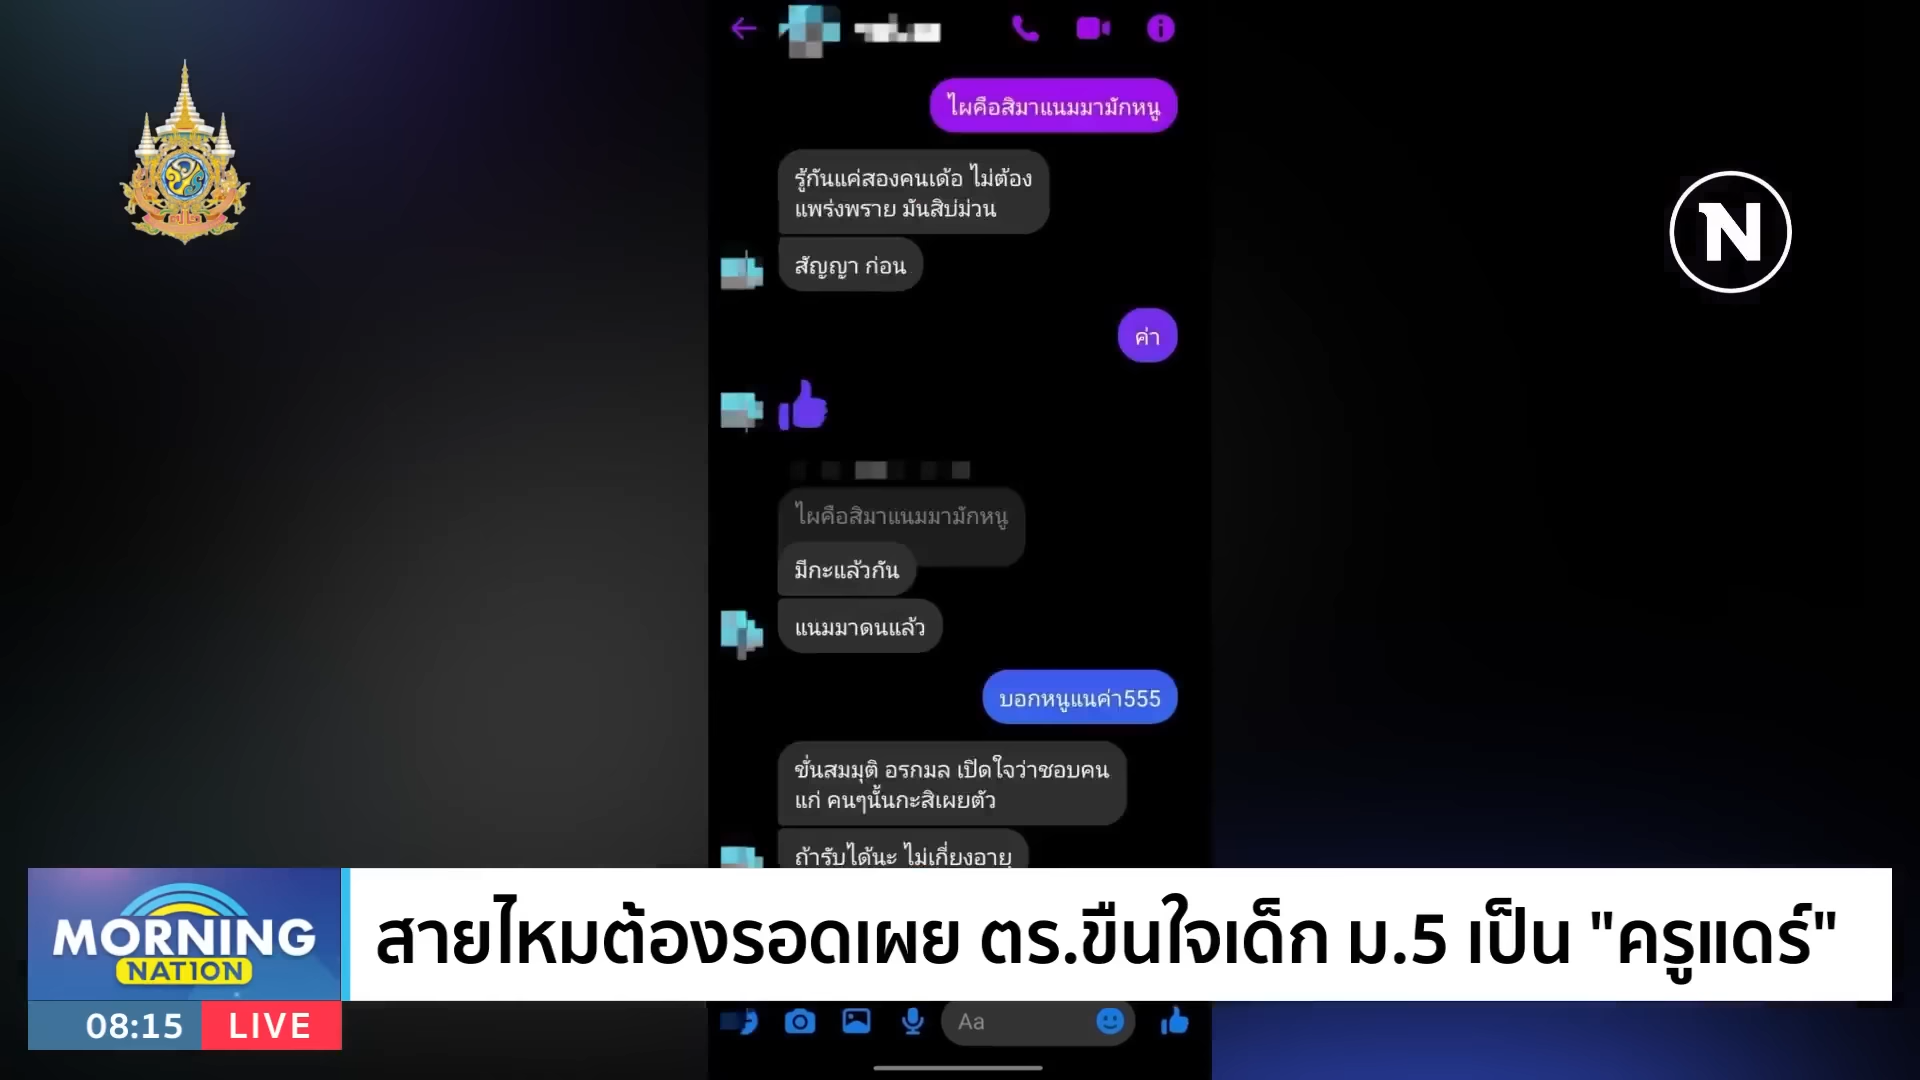 ไผคือสิมาแนมมามักหนู
รู้กันแค่สองคนเด้อ ไม่ต้อง
แพร่งพราย มันสิบ่ม่วน
สัญญา ก่อน
ค่า
ไผคือสิมาแนมมามักหนู
มีกะแล้วกัน
แนมมาดนแล้ว
บอกหนูแนค่า555
ขั่นสมมุติ อรกมล เปิดใจว่าชอบคน
แก่ คนๆนั้นกะสิเผยตัว
ถ้ารับได้นะ ไม่เกี่ยงอายุ
N
MORNING
NATION
สายไหมต้องรอดเผย ตร.ขืนใจเด็ก ม.5 เป็น "ครูแดร์"
08:15 LIVE
Aa